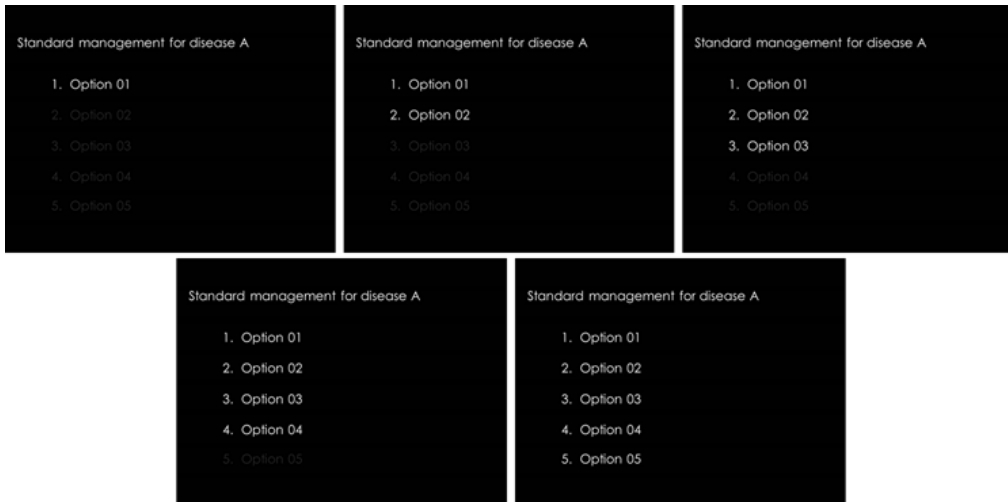 Standard management for disease A
1. Option 01
2. Option 02
3. Option 03
4. Option 04
5. Option 05
Standard management for disease A
1. Option 01
2. Option 02
3. Option 03
4. Option 04
5. Option 05
Standard management for disease A
1. Option 01
2. Option 02
3. Option 03
4. Option 04
5. Option 05
Standard management for disease A
1. Option 01
2. Option 02
3. Option 03
4. Option 04
5. Option 05
Standard management for disease A
1. Option 01
2. Option 02
3. Option 03
4. Option 04
5. Option 05